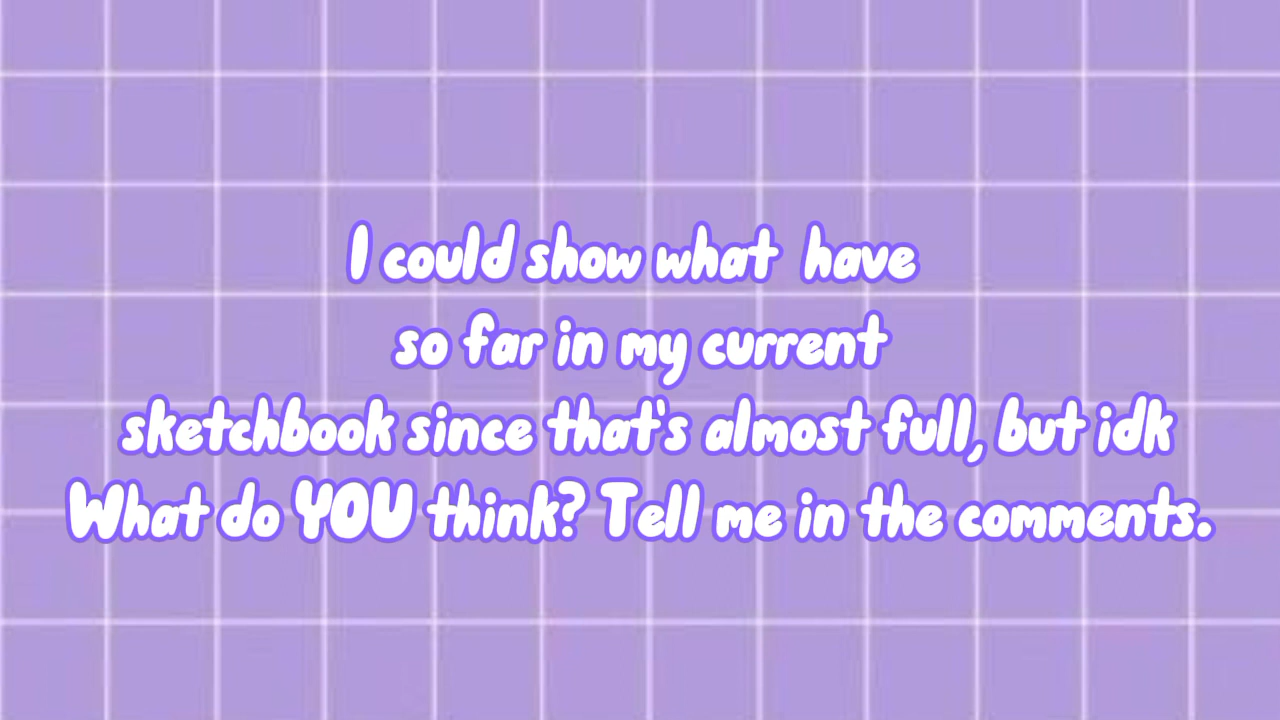 I could show what  have
so far in my current
sketchbook since that's almost full, but idk
What do YOU think? Tell me in the comments.